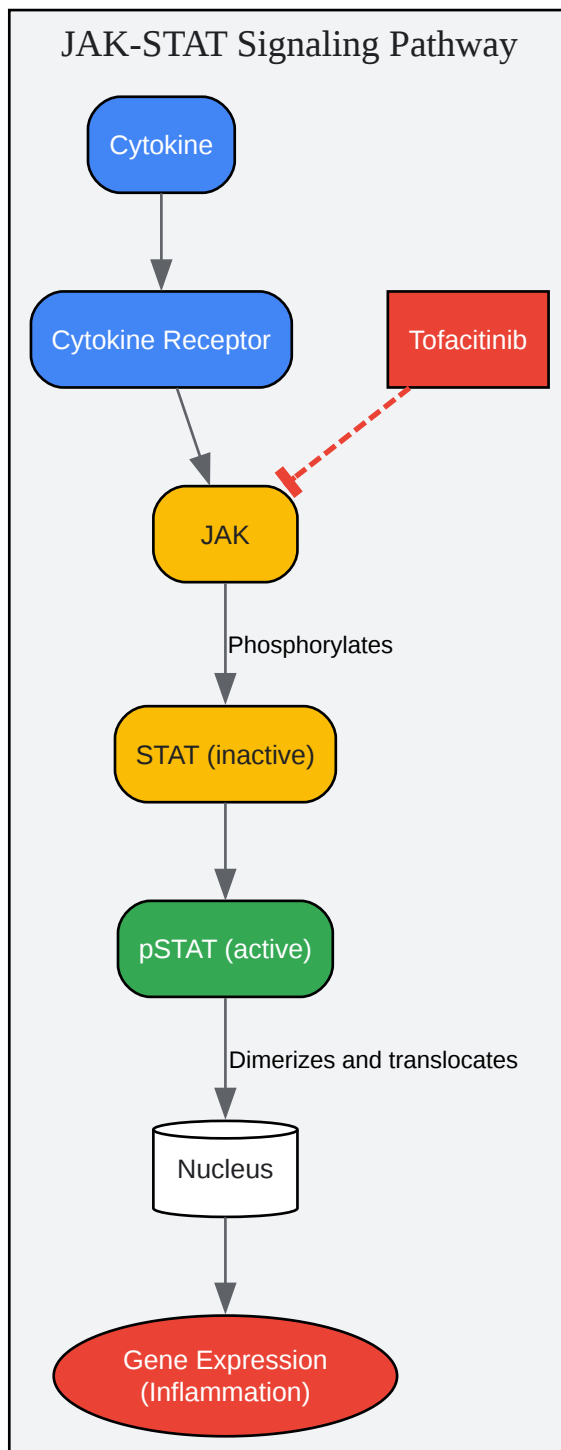 JAK-STAT Signaling Pathway
Cytokine
Cytokine Receptor
Tofacitinib
JAK
Phosphorylates
STAT (inactive)
pSTAT (active)
Dimerizes and translocates
Nucleus
Gene Expression
(Inflammation)